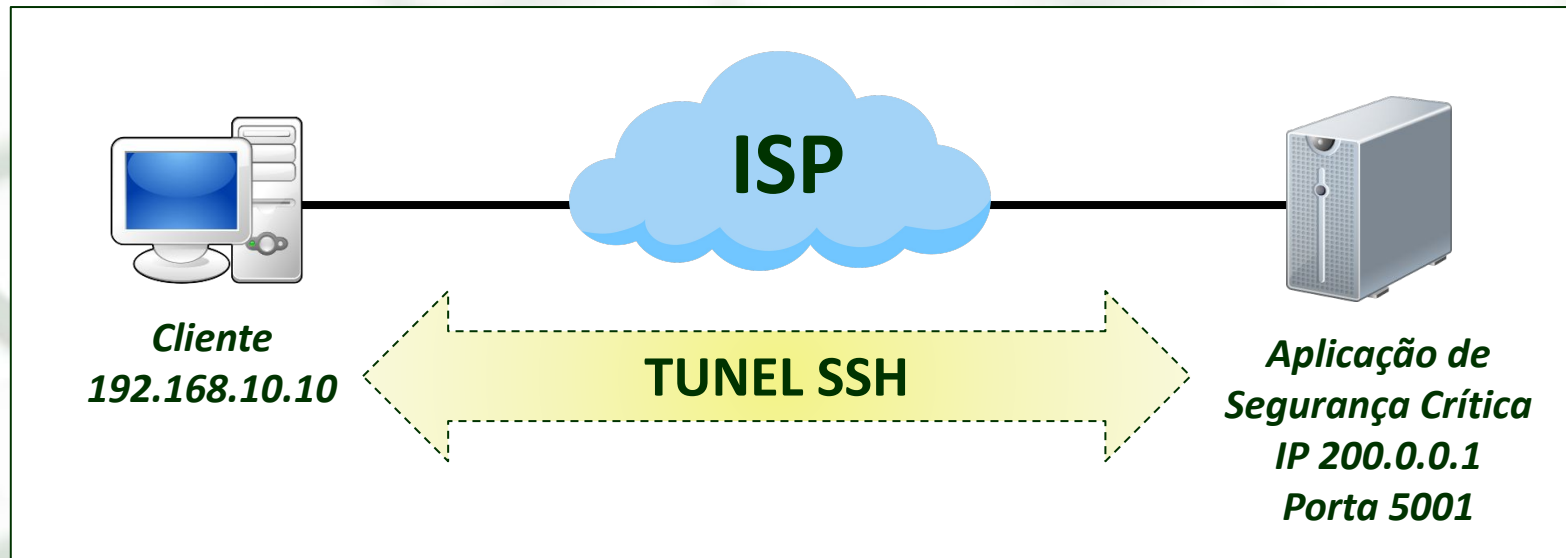 ISP
Cliente
192.168.10.10
TUNEL SSH
Aplicação de
Segurança Crítica
IP 200.0.0.1
Porta 5001